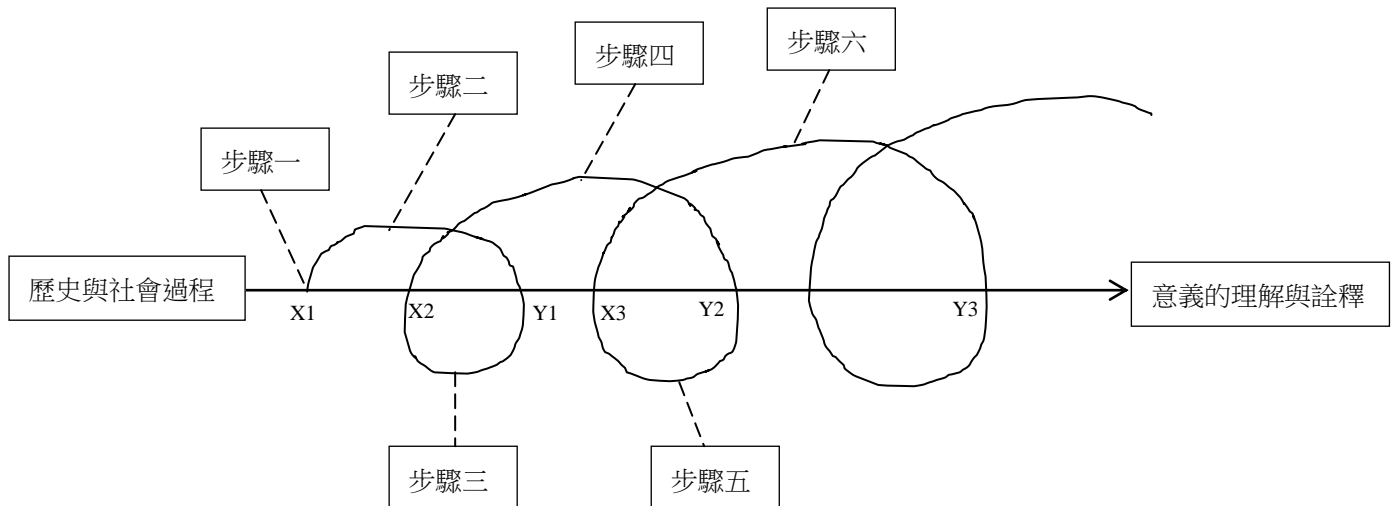 步驟六
步驟四
步驟二
步驟一
歷史與社會過程
意義的理解與詮釋
X1
X2
Y1
X3
Y2
Y3
步驟三
步驟五